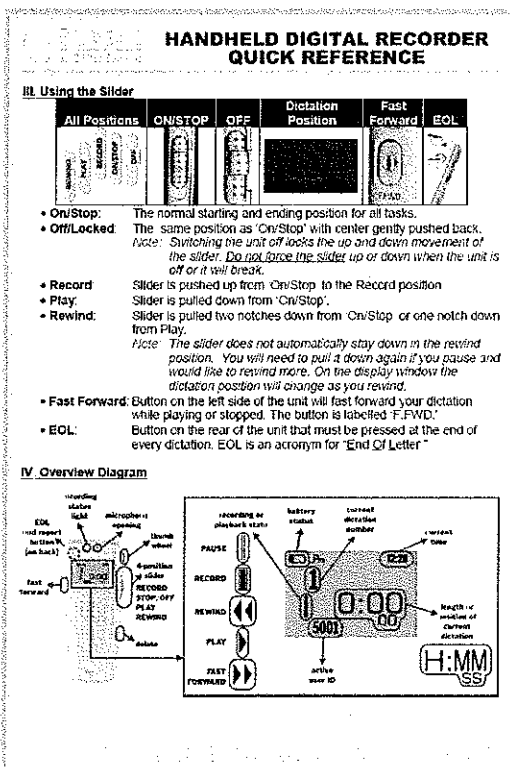 HANDHELD DIGITAL RECORDER
QUICK REFERENCE
III. Using the Slider
All Positions ON/STOP OFF Dictation Position Fast Forward EOL
REWIND PLAY RECORD ON/STOP OFF
• On/Stop: The normal starting and ending position for all tasks.
• Off/Locked: The same position as 'On/Stop' with center gently pushed back.
Note: Switching the unit off locks the up and down movement of
the slider. Do not force the slider up or down when the unit is
off or it will break.
• Record: Slider is pushed up from 'On/Stop' to the Record position
• Play: Slider is pulled down from 'On/Stop'.
• Rewind: Slider is pulled two notches down from 'On/Stop' or one notch down
from Play.
Note: The slider does not automatically stay down in the rewind
position. You will need to pull it down again if you pause and
would like to rewind more. On the display window the
dictation position will change as you rewind.
• Fast Forward: Button on the left side of the unit will fast forward your dictation
while playing or stopped. The button is labelled 'F.FWD.'
• EOL: Button on the rear of the unit that must be pressed at the end of
every dictation. EOL is an acronym for "End Of Letter"
IV. Overview Diagram
recording
status
light
microphone
opening
EOL
and report
button
(on back)
thumb
wheel
fast
forward
4-position
slider
RECORD
STOP, OFF
PLAY
REWIND
delete
recording or
playback state
battery
status
current
dictation
number
current
time
PAUSE
RECORD
REWIND
PLAY
FAST
FORWARD
1
12:28
0:00
00
5001
length or
position of
current
dictation
active
user ID
H:MM
SS